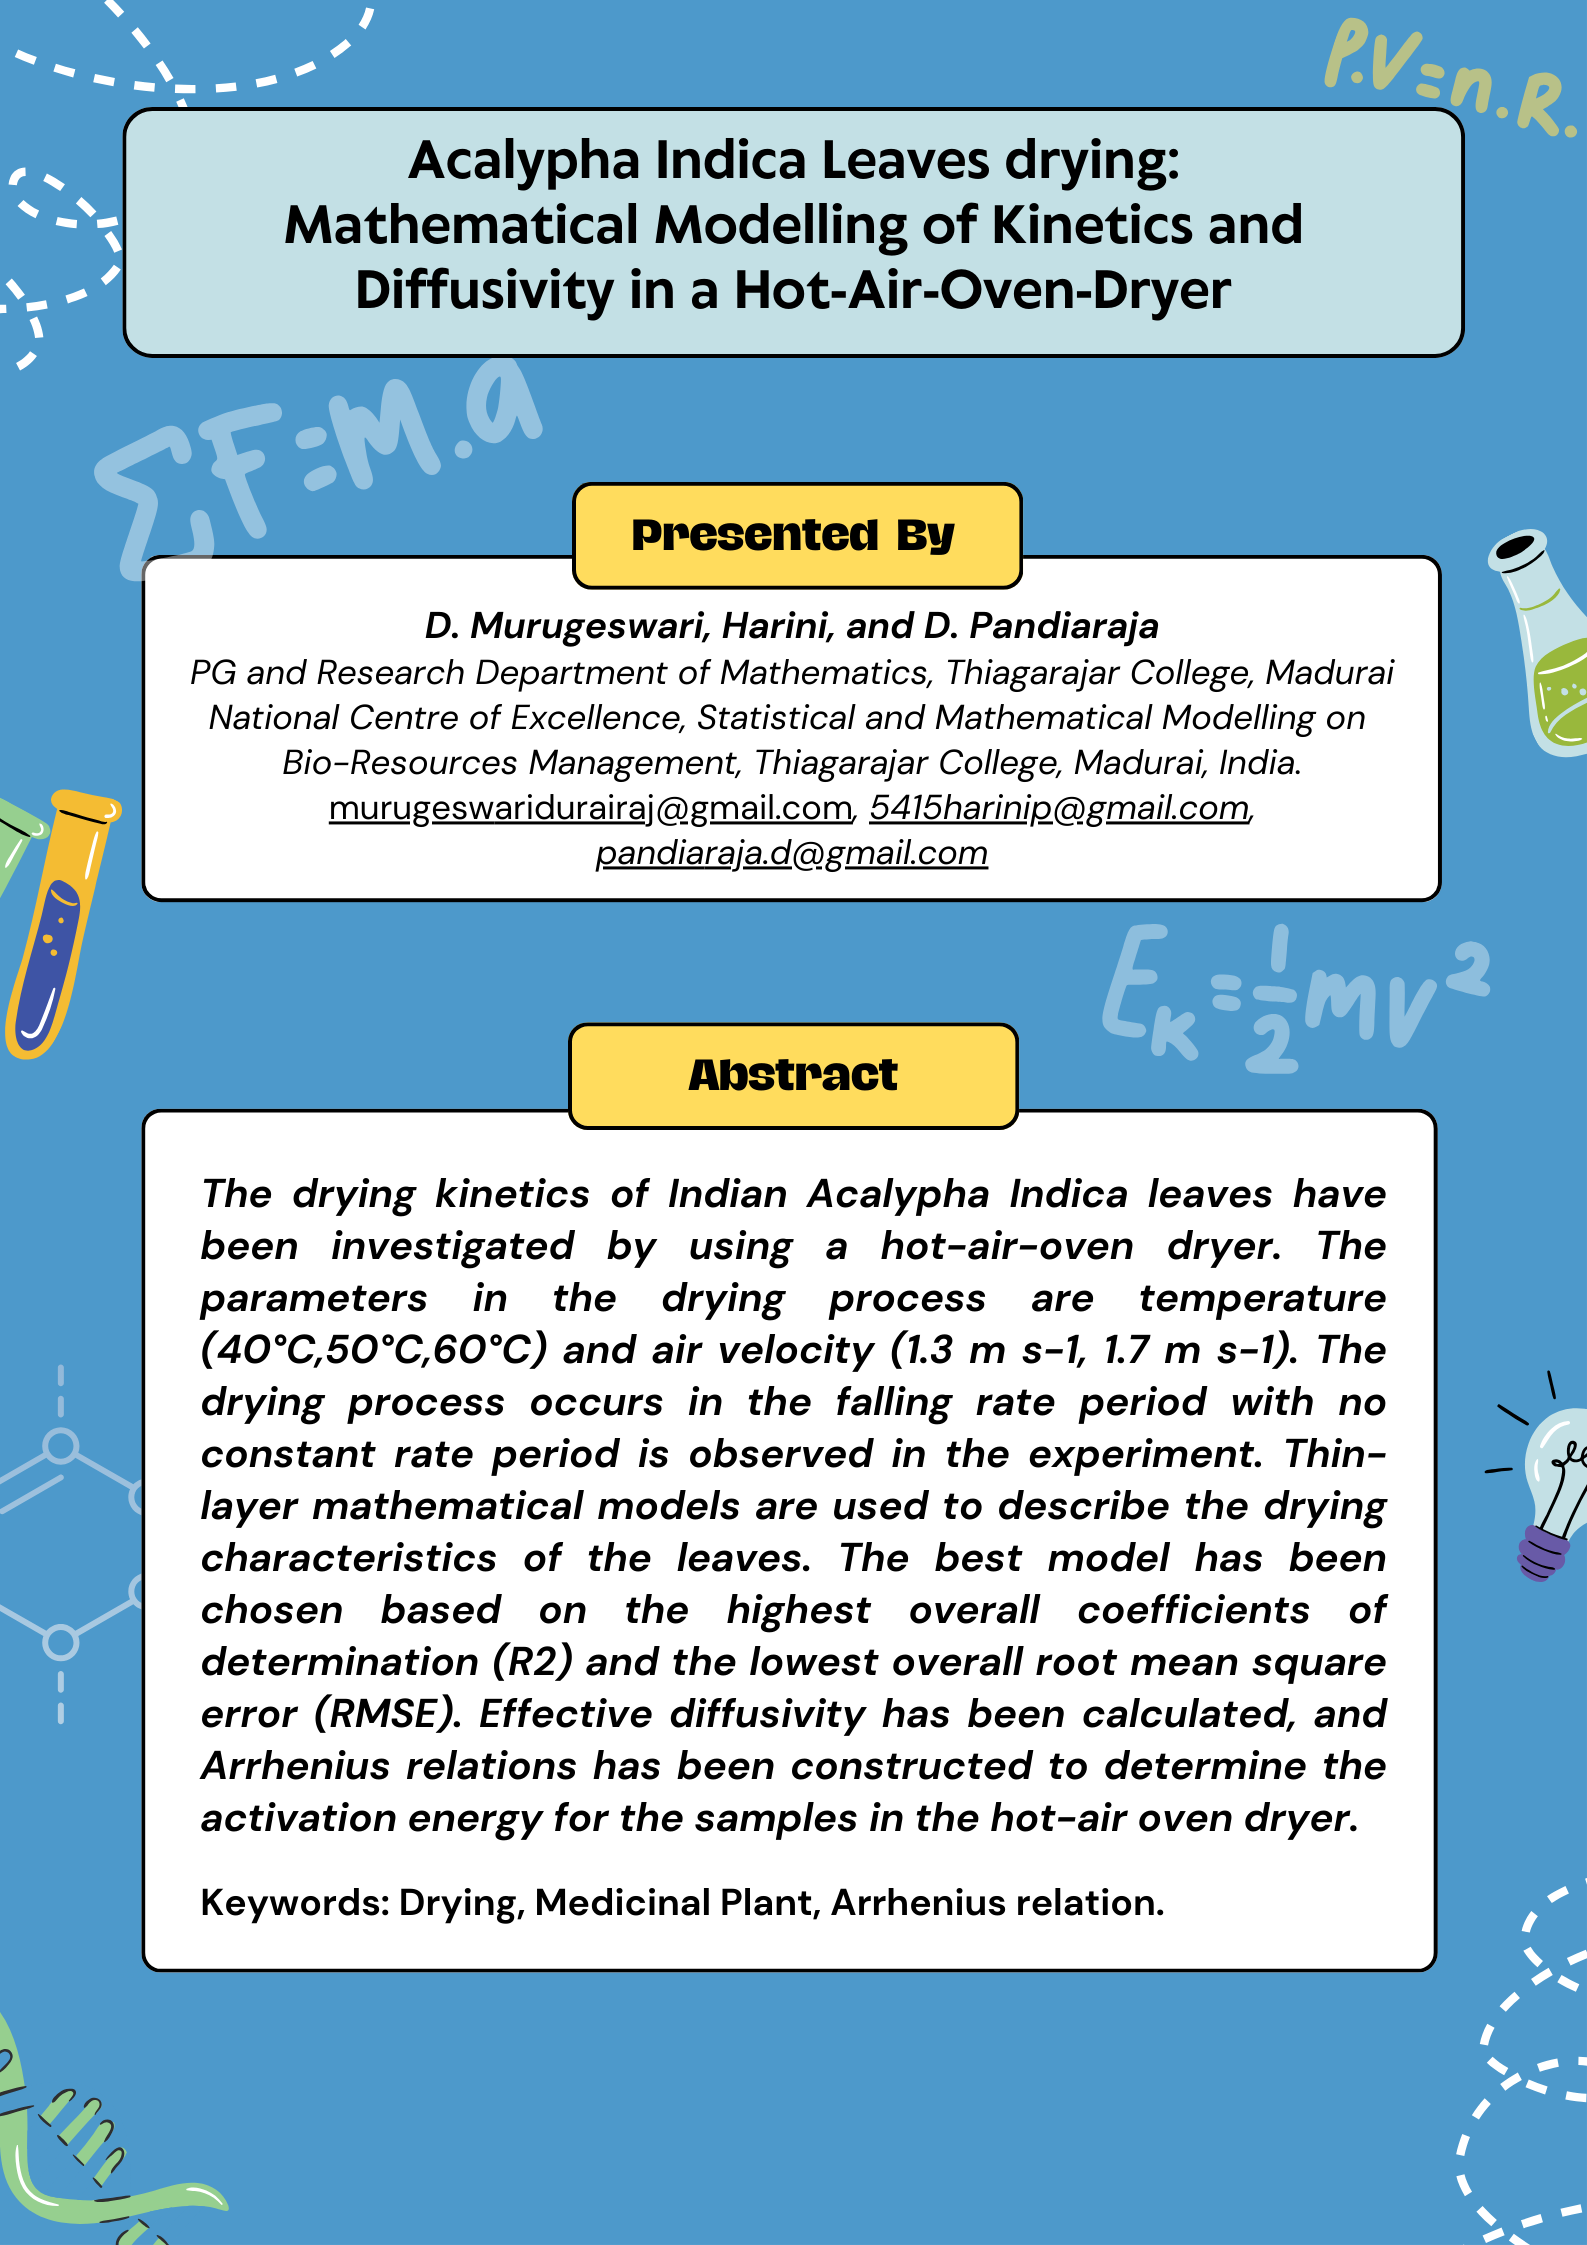 P.V=n.R.
Acalypha Indica Leaves drying:
Mathematical Modelling of Kinetics and
Diffusivity in a Hot-Air-Oven-Dryer
ΣF=m.a
Presented By
D. Murugeswari, Harini, and D. Pandiaraja
PG and Research Department of Mathematics, Thiagarajar College, Madurai
National Centre of Excellence, Statistical and Mathematical Modelling on
Bio-Resources Management, Thiagarajar College, Madurai, India.
murugeswaridurairaj@gmail.com, 5415harinip@gmail.com,
pandiaraja.d@gmail.com
Eₖ=½mv²
Abstract
The drying kinetics of Indian Acalypha Indica leaves have
been investigated by using a hot-air-oven dryer. The
parameters in the drying process are temperature
(40°C,50°C,60°C) and air velocity (1.3 m s-1, 1.7 m s-1). The
drying process occurs in the falling rate period with no
constant rate period is observed in the experiment. Thin-
layer mathematical models are used to describe the drying
characteristics of the leaves. The best model has been
chosen based on the highest overall coefficients of
determination (R2) and the lowest overall root mean square
error (RMSE). Effective diffusivity has been calculated, and
Arrhenius relations has been constructed to determine the
activation energy for the samples in the hot-air oven dryer.
Keywords: Drying, Medicinal Plant, Arrhenius relation.